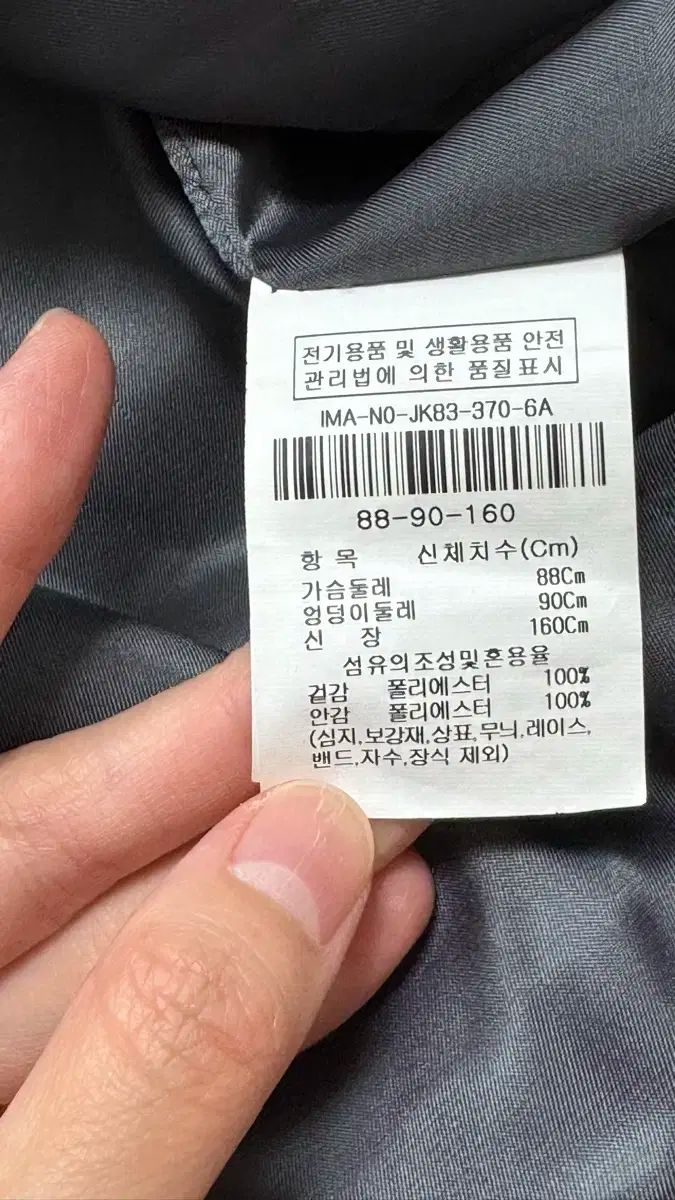 전기용품 및 생활용품 안전
관리법에 의한 품질표시
IMA-NO-JK83-370-6A
88-90-160
항 목 신체치수(Cm)
가슴둘레 88Cm
엉덩이둘레 90Cm
신 장 160Cm
섬유의조성및혼용율
겉감 폴리에스터 100%
안감 폴리에스터 100%
(심지,보강재,상표,무늬,레이스,
밴드,자수,장식 제외)